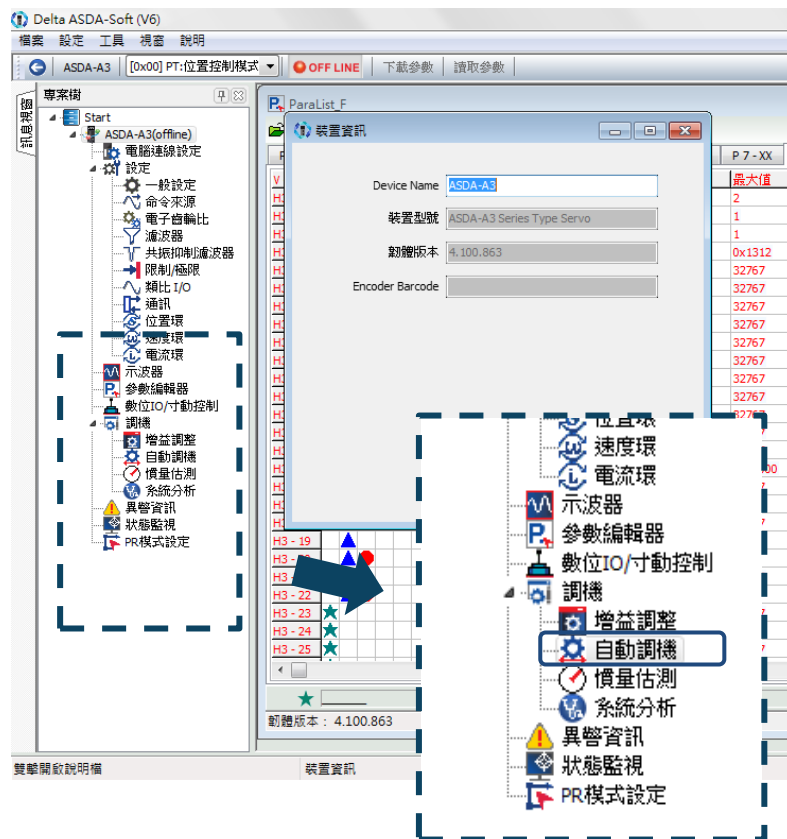 Delta ASDA-Soft (V6)
檔案 設定 工具 視窗 說明
ASDA-A3 [0x00] PT:位置控制模式 OFF LINE 下載參數 讀取參數
訊息視窗
專案樹
Start
ASDA-A3(offline)
電腦連線設定
設定
一般設定
命令來源
電子齒輪比
濾波器
共振抑制濾波器
限制/極限
類比 I/O
通訊
位置環
速度環
電流環
示波器
參數編輯器
數位IO/寸動控制
調機
增益調整
自動調機
慣量估測
系統分析
異警資訊
狀態監視
PR模式設定
ParaList_F
裝置資訊
Device Name ASDA-A3
裝置型號 ASDA-A3 Series Type Servo
韌體版本 4.100.863
Encoder Barcode
P 7 - XX
最大值
2
1
1
0x1312
32767
32767
32767
32767
32767
32767
32767
32767
32767
H3 - 19
H3 - 22
H3 - 23
H3 - 24
H3 - 25
韌體版本： 4.100.863
雙擊開啟說明檔 裝置資訊
位置環
速度環
電流環
示波器
參數編輯器
數位IO/寸動控制
調機
增益調整
自動調機
慣量估測
系統分析
異警資訊
狀態監視
PR模式設定